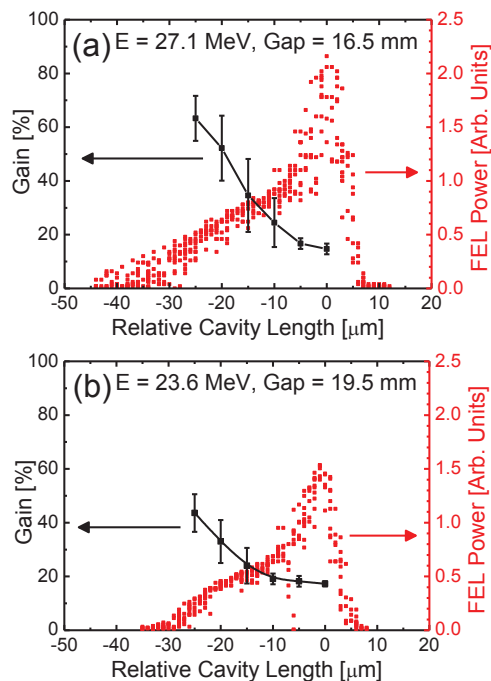 (a) E = 27.1 MeV, Gap = 16.5 mm
100
80
60
40
20
0
Gain [%]
2.5
2.0
1.5
1.0
0.5
0.0
FEL Power [Arb. Units]
-50 -40 -30 -20 -10 0 10 20
Relative Cavity Length [μm]
(b) E = 23.6 MeV, Gap = 19.5 mm
100
80
60
40
20
0
Gain [%]
2.5
2.0
1.5
1.0
0.5
0.0
FEL Power [Arb. Units]
-50 -40 -30 -20 -10 0 10 20
Relative Cavity Length [μm]